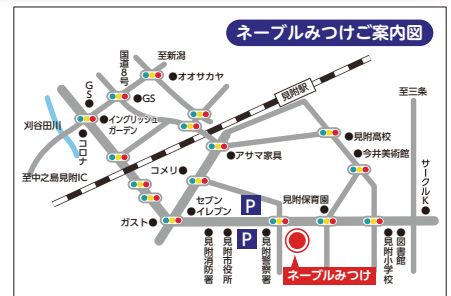 ネーブルみつけご案内図
国道8号
至新潟
オオサカヤ
GS
GS
見附駅
至三条
刈谷田川
イングリッシュ
ガーデン
コロナ
見附高校
アサマ家具
今井美術館
至中之島見附IC
コメリ
サークルK
セブン
イレブン
P
見附保育園
ガスト
P
見附消防署
見附市役所
見附警察署
見附小学校
図書館
ネーブルみつけ